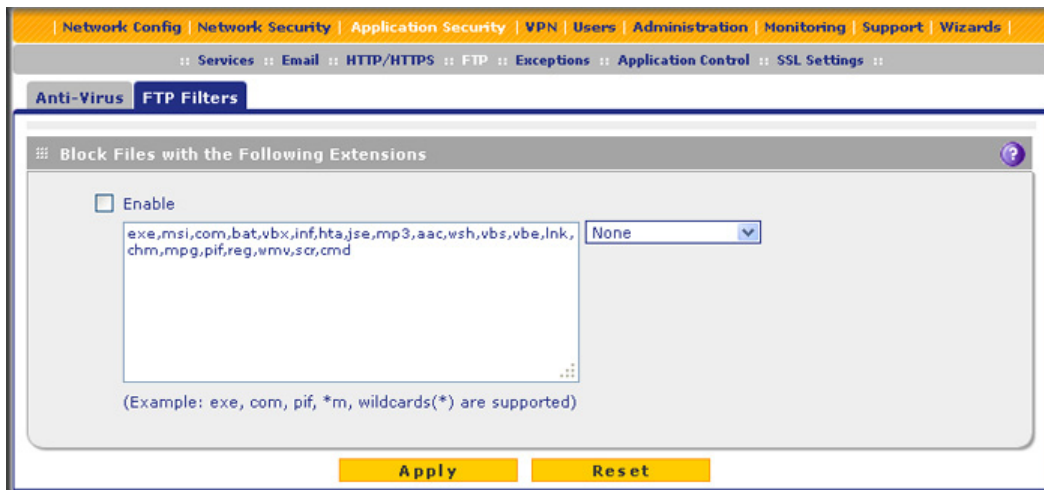 | Network Config | Network Security | Application Security | VPN | Users | Administration | Monitoring | Support | Wizards |
:: Services :: Email :: HTTP/HTTPS :: FTP :: Exceptions :: Application Control :: SSL Settings ::
Anti-Virus FTP Filters
Block Files with the Following Extensions ?
Enable
exe,msi,com,bat,vbx,inf,hta,jse,mp3,aac,wsh,vbs,vbe,lnk, None
chm,mpg,pif,reg,wmv,scr,cmd
(Example: exe, com, pif, *m, wildcards(*) are supported)
Apply Reset